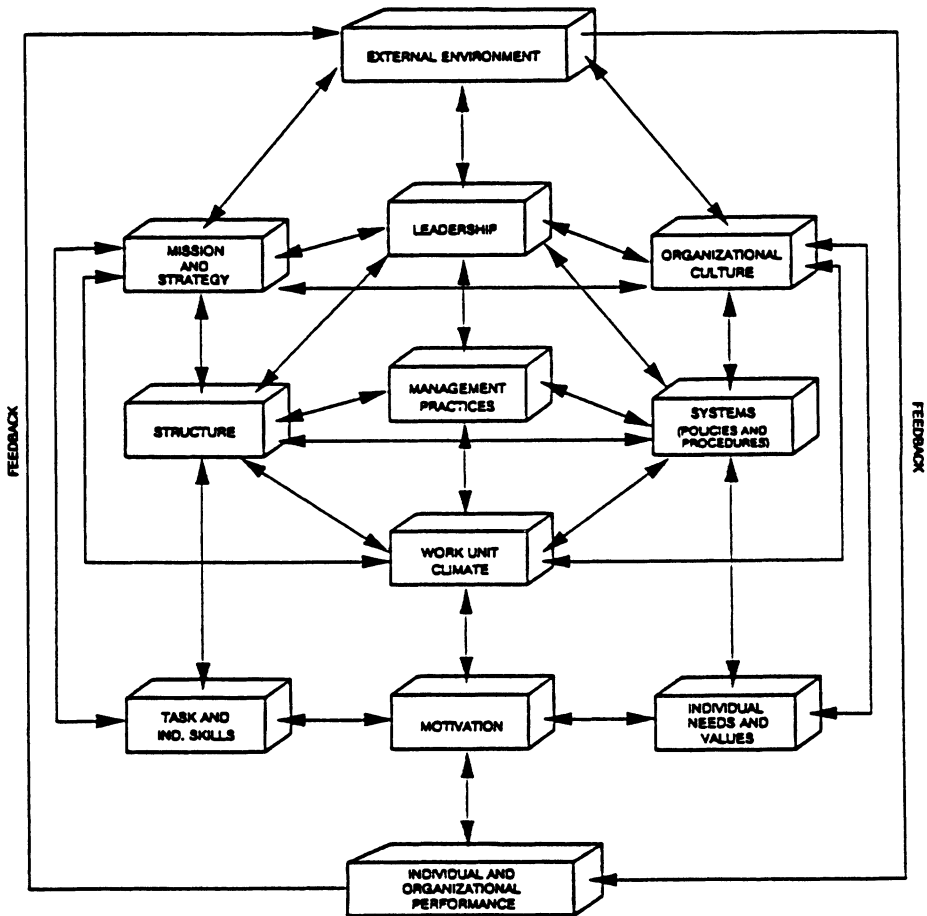 EXTERNAL ENVIRONMENT
LEADERSHIP
MISSION
AND
STRATEGY
ORGANIZATIONAL
CULTURE
MANAGEMENT
PRACTICES
STRUCTURE
SYSTEMS
(POLICIES AND
PROCEDURES)
FEEDBACK
FEEDBACK
WORK UNIT
CLIMATE
TASK AND
IND. SKILLS
MOTIVATION
INDIVIDUAL
NEEDS AND
VALUES
INDIVIDUAL AND
ORGANIZATIONAL
PERFORMANCE